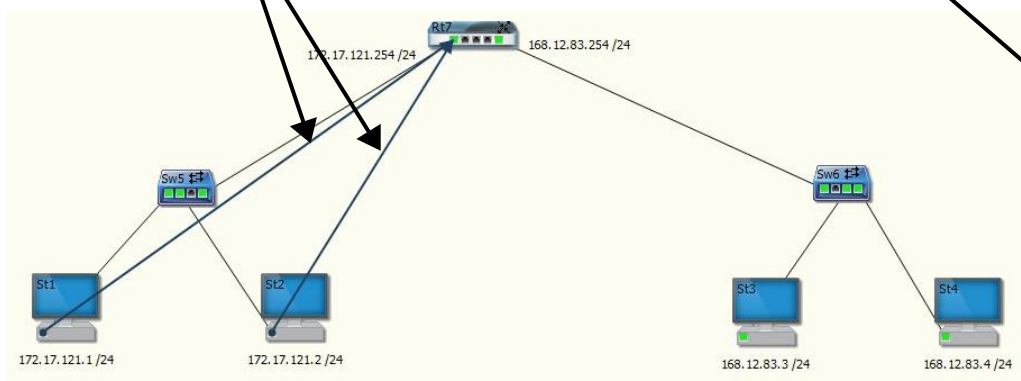 Rt7
172.17.121.254 /24
168.12.83.254 /24
Sw5
Sw6
St1
St2
St3
St4
172.17.121.1 /24
172.17.121.2 /24
168.12.83.3 /24
168.12.83.4 /24